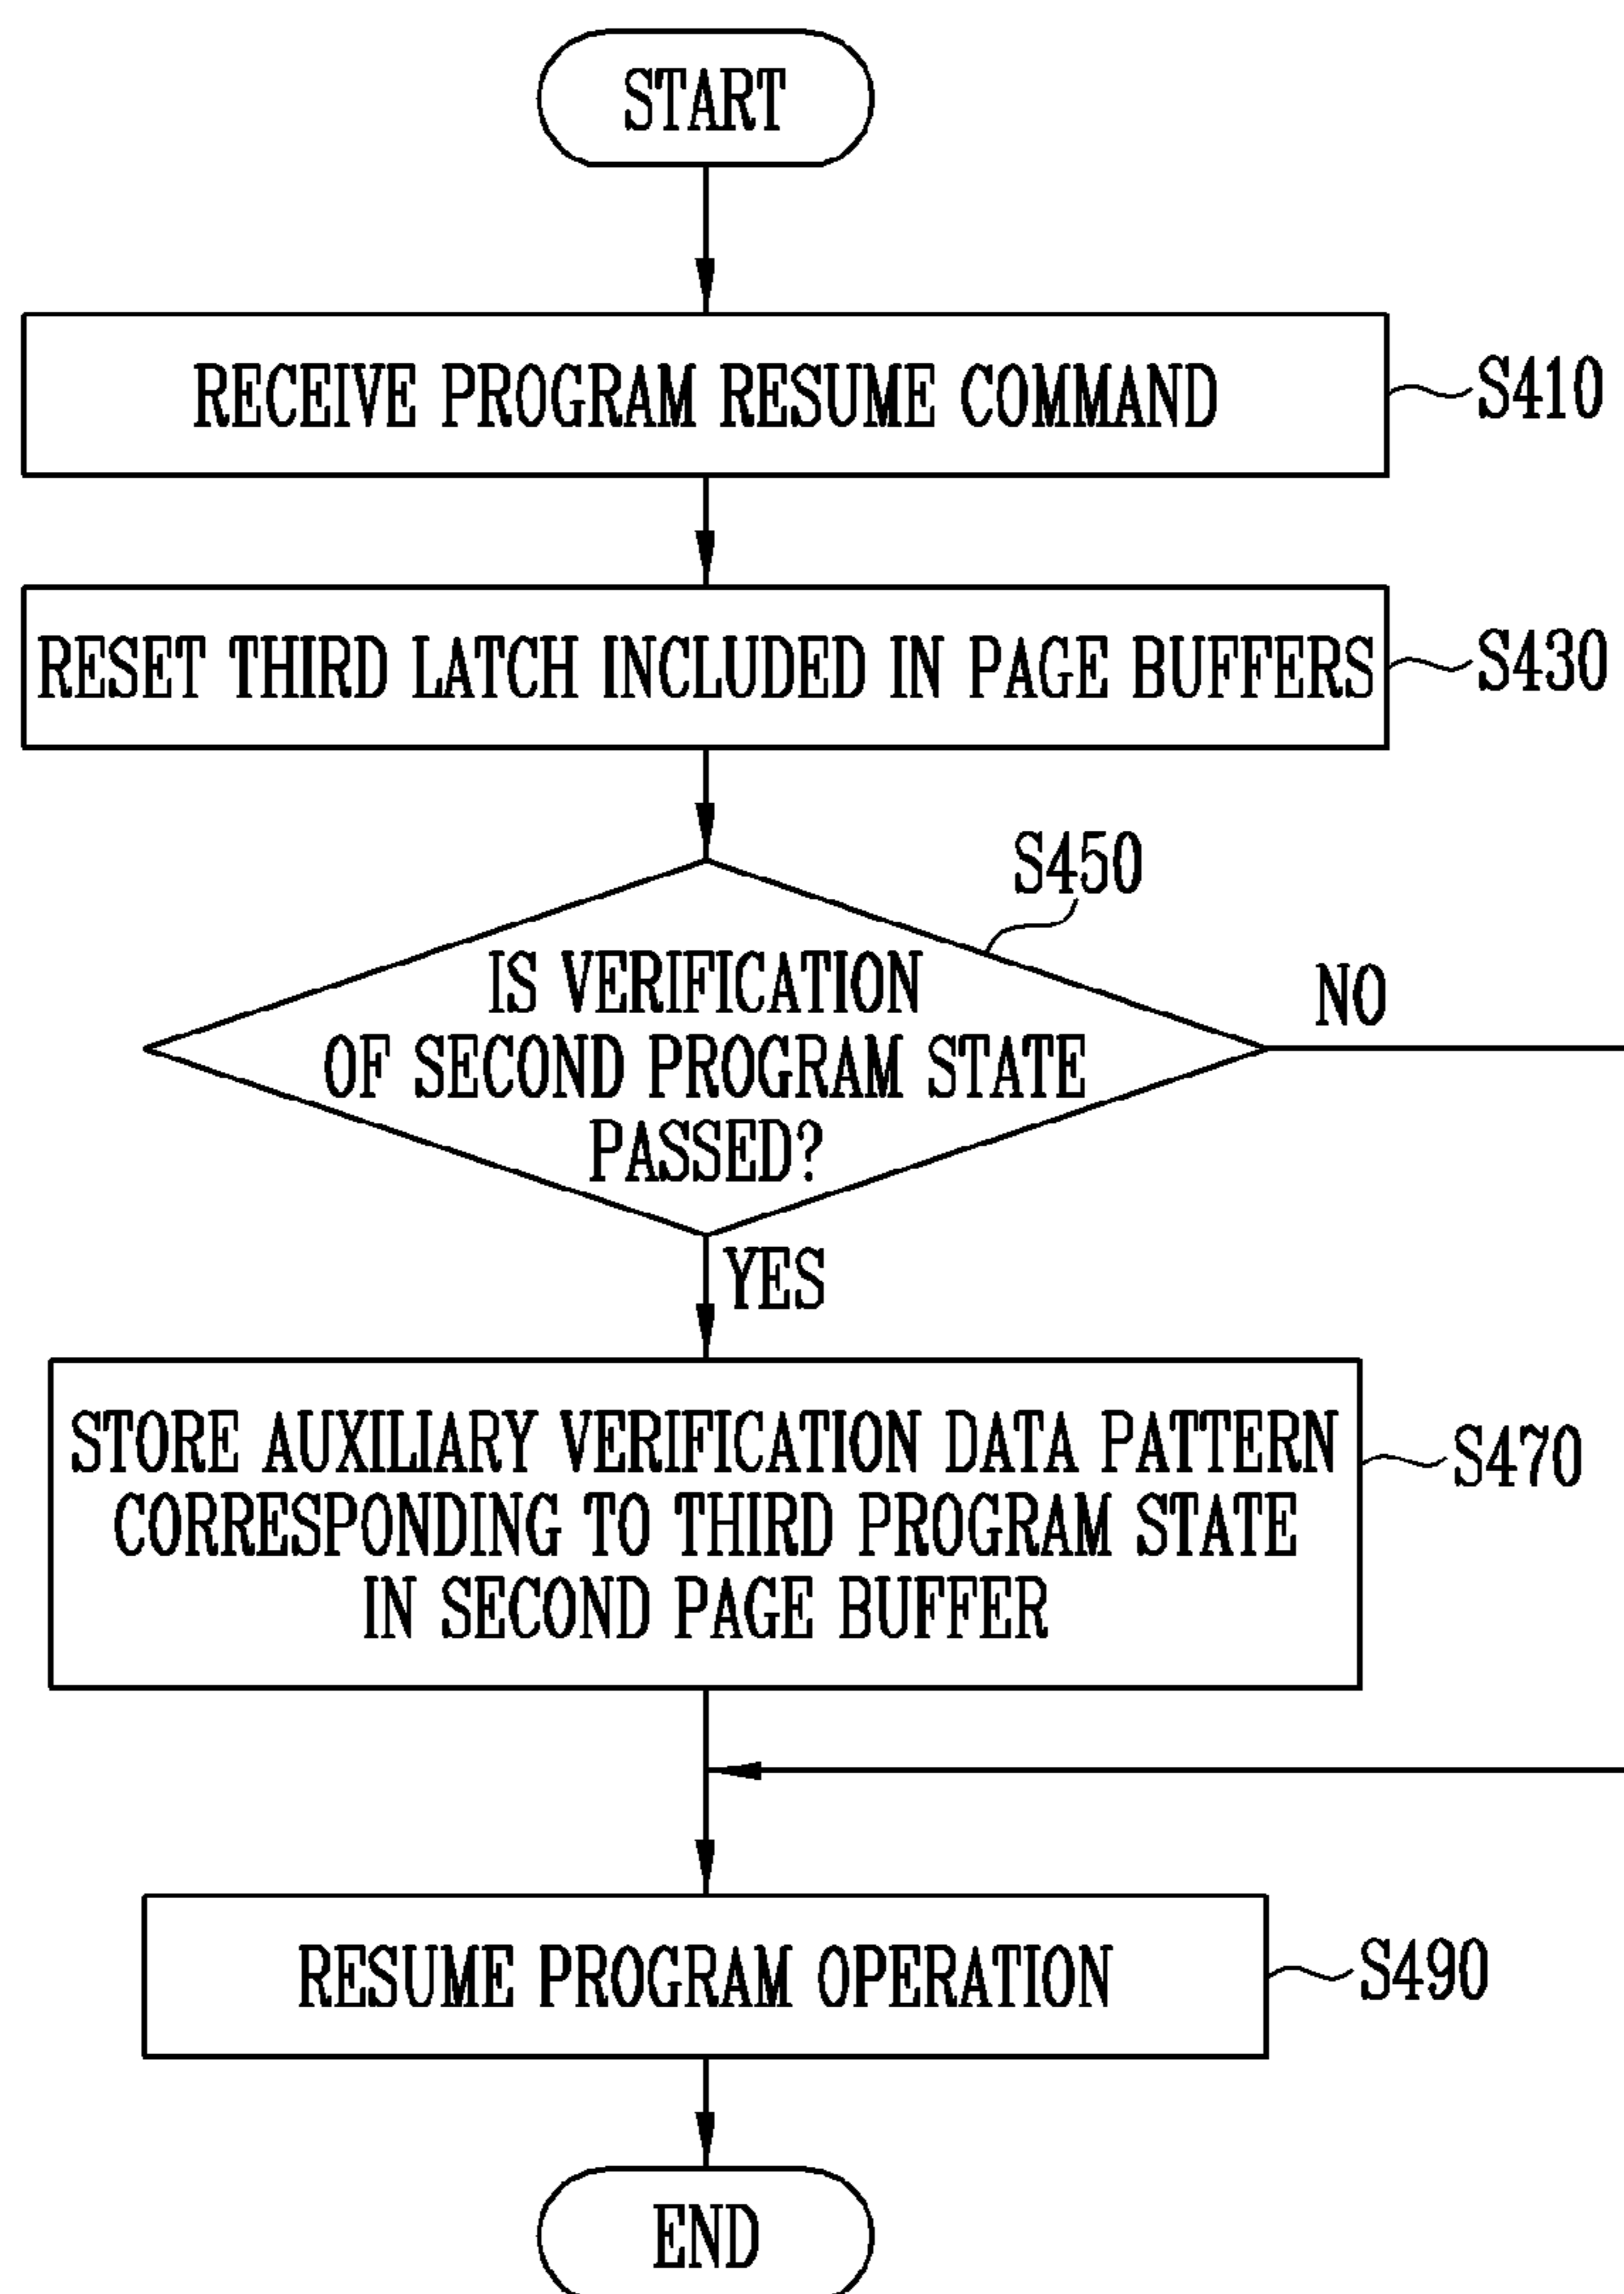 START
RECEIVE PROGRAM RESUME COMMAND
S410
RESET THIRD LATCH INCLUDED IN PAGE BUFFERS
S430
S450
IS VERIFICATION
OF SECOND PROGRAM STATE
PASSED?
NO
YES
STORE AUXILIARY VERIFICATION DATA PATTERN
CORRESPONDING TO THIRD PROGRAM STATE
IN SECOND PAGE BUFFER
S470
RESUME PROGRAM OPERATION
S490
END